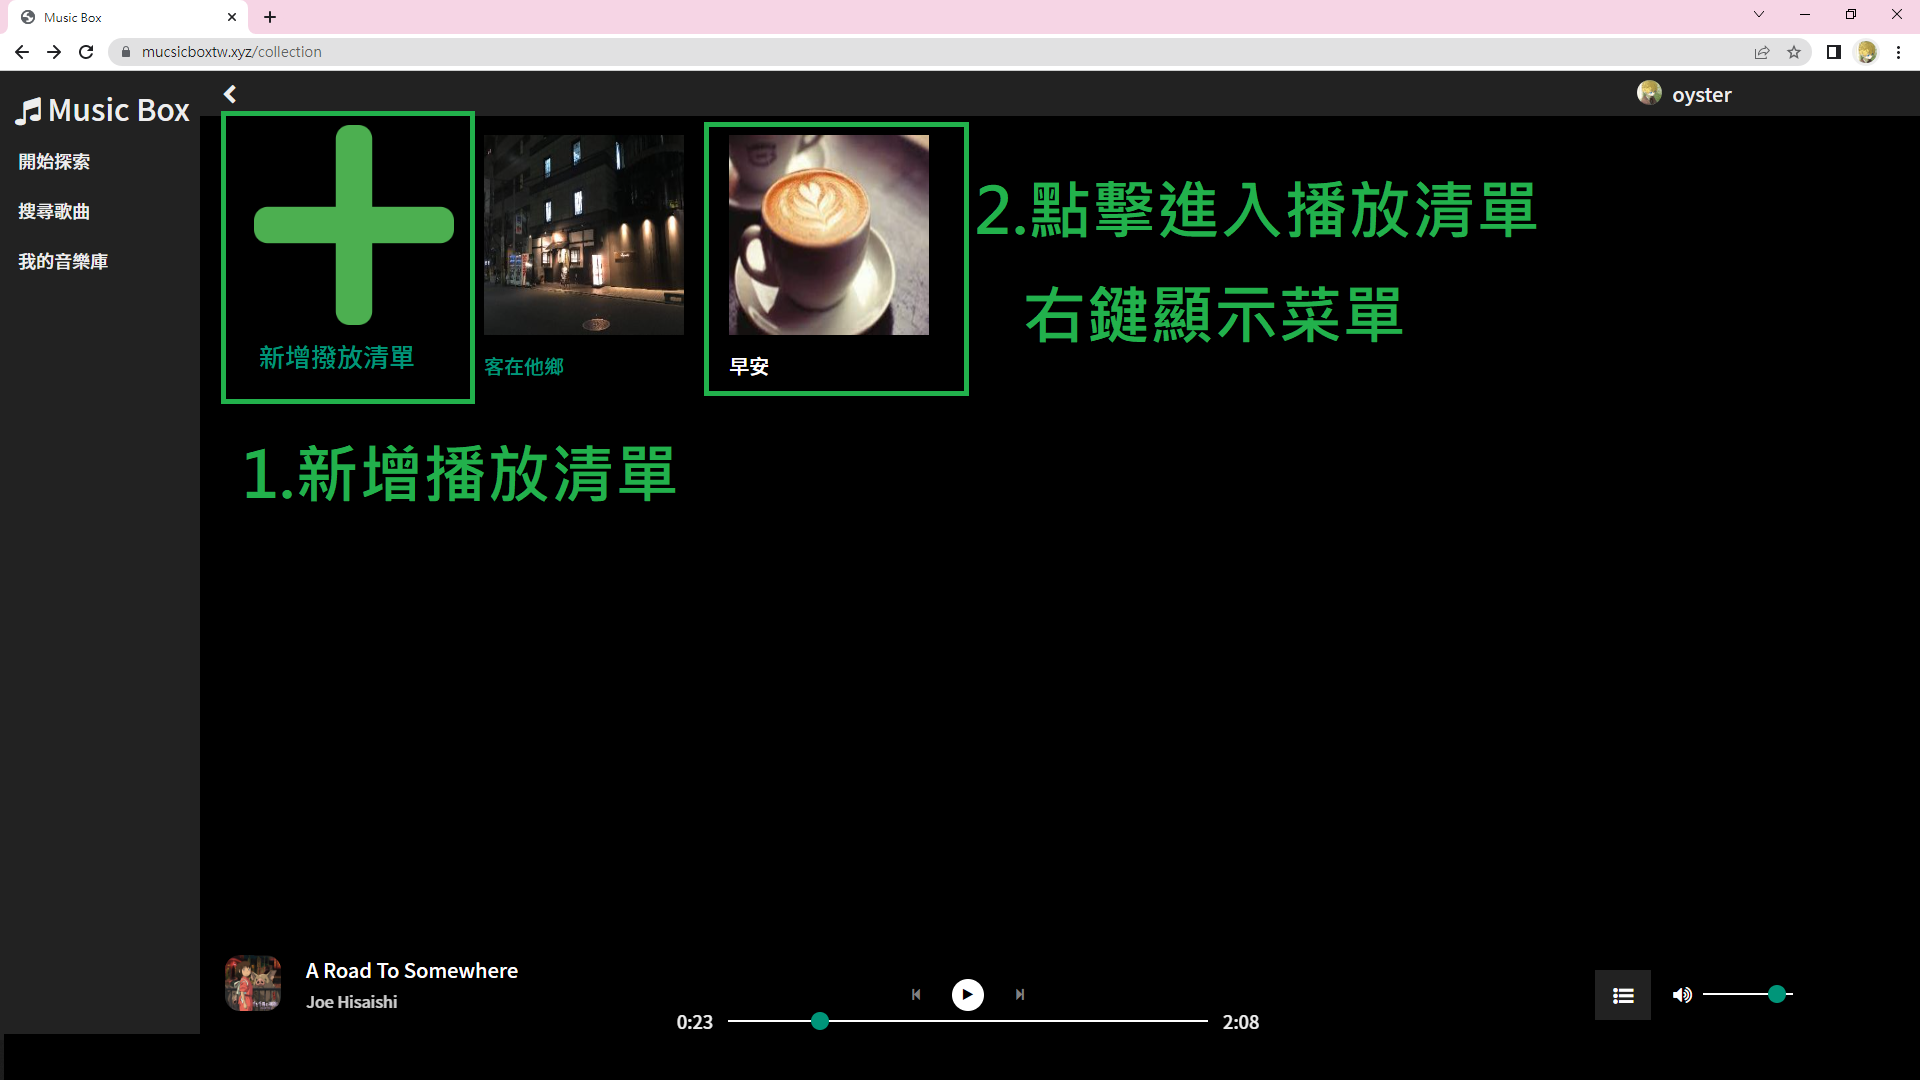 Music Box
mucsicboxtw.xyz/collection
Music Box
oyster
開始探索
搜尋歌曲
我的音樂庫
新增撥放清單
客在他鄉
早安
2.點擊進入播放清單
右鍵顯示菜單
1.新增播放清單
A Road To Somewhere
Joe Hisaishi
0:23
2:08